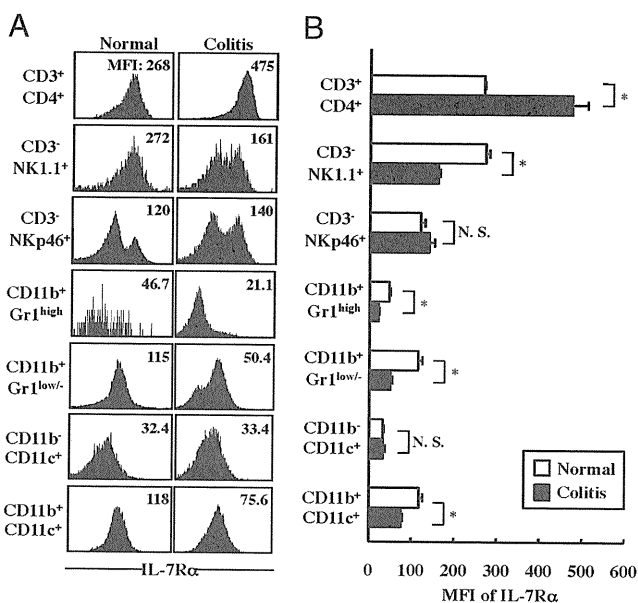 A
B
Normal Colitis
CD3+
CD4+
MFI: 268
475
CD3-
NK1.1+
272
161
CD3-
NKp46+
120
140
CD11b+
Gr1high
46.7
21.1
CD11b+
Gr1low/-
115
50.4
CD11b-
CD11c+
32.4
33.4
CD11b+
CD11c+
118
75.6
IL-7Rα
CD3+
CD4+
*
CD3-
NK1.1+
*
CD3-
NKp46+
N. S.
CD11b+
Gr1high
*
CD11b+
Gr1low/-
*
CD11b-
CD11c+
N. S.
CD11b+
CD11c+
*
Normal
Colitis
0 100 200 300 400 500 600
MFI of IL-7Rα